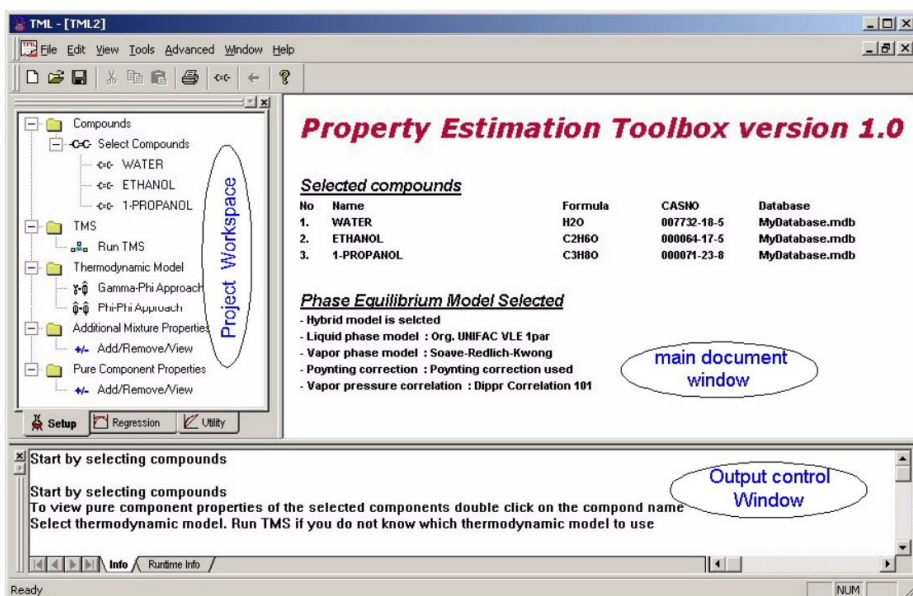 TML - [TML2]
File Edit View Tools Advanced Window Help
Compounds
C=C- Select Compounds
C=C- WATER
C=C- ETHANOL
C=C- 1-PROPANOL
TMS
Run TMS
Thermodynamic Model
γ-φ̂ Gamma-Phi Approach
φ̂-φ̂ Phi-Phi Approach
Additional Mixture Properties
+/- Add/Remove/View
Pure Component Properties
+/- Add/Remove/View
Project Workspace
Setup Regression Utility
Property Estimation Toolbox version 1.0
Selected compounds
No Name Formula CASNO Database
1. WATER H2O 007732-18-5 MyDatabase.mdb
2. ETHANOL C2H6O 000064-17-5 MyDatabase.mdb
3. 1-PROPANOL C3H8O 000071-23-8 MyDatabase.mdb
Phase Equilibrium Model Selected
- Hybrid model is selcted
- Liquid phase model : Org. UNIFAC VLE 1par
- Vapor phase model : Soave-Redlich-Kwong
- Poynting correction : Poynting correction used
- Vapor pressure correlation : Dippr Correlation 101
main document
window
Start by selecting compounds
Start by selecting compounds
To view pure component properties of the selected components double click on the compond name
Select thermodynamic model. Run TMS if you do not know which thermodynamic model to use
Output control
Window
Info Runtime Info
Ready NUM